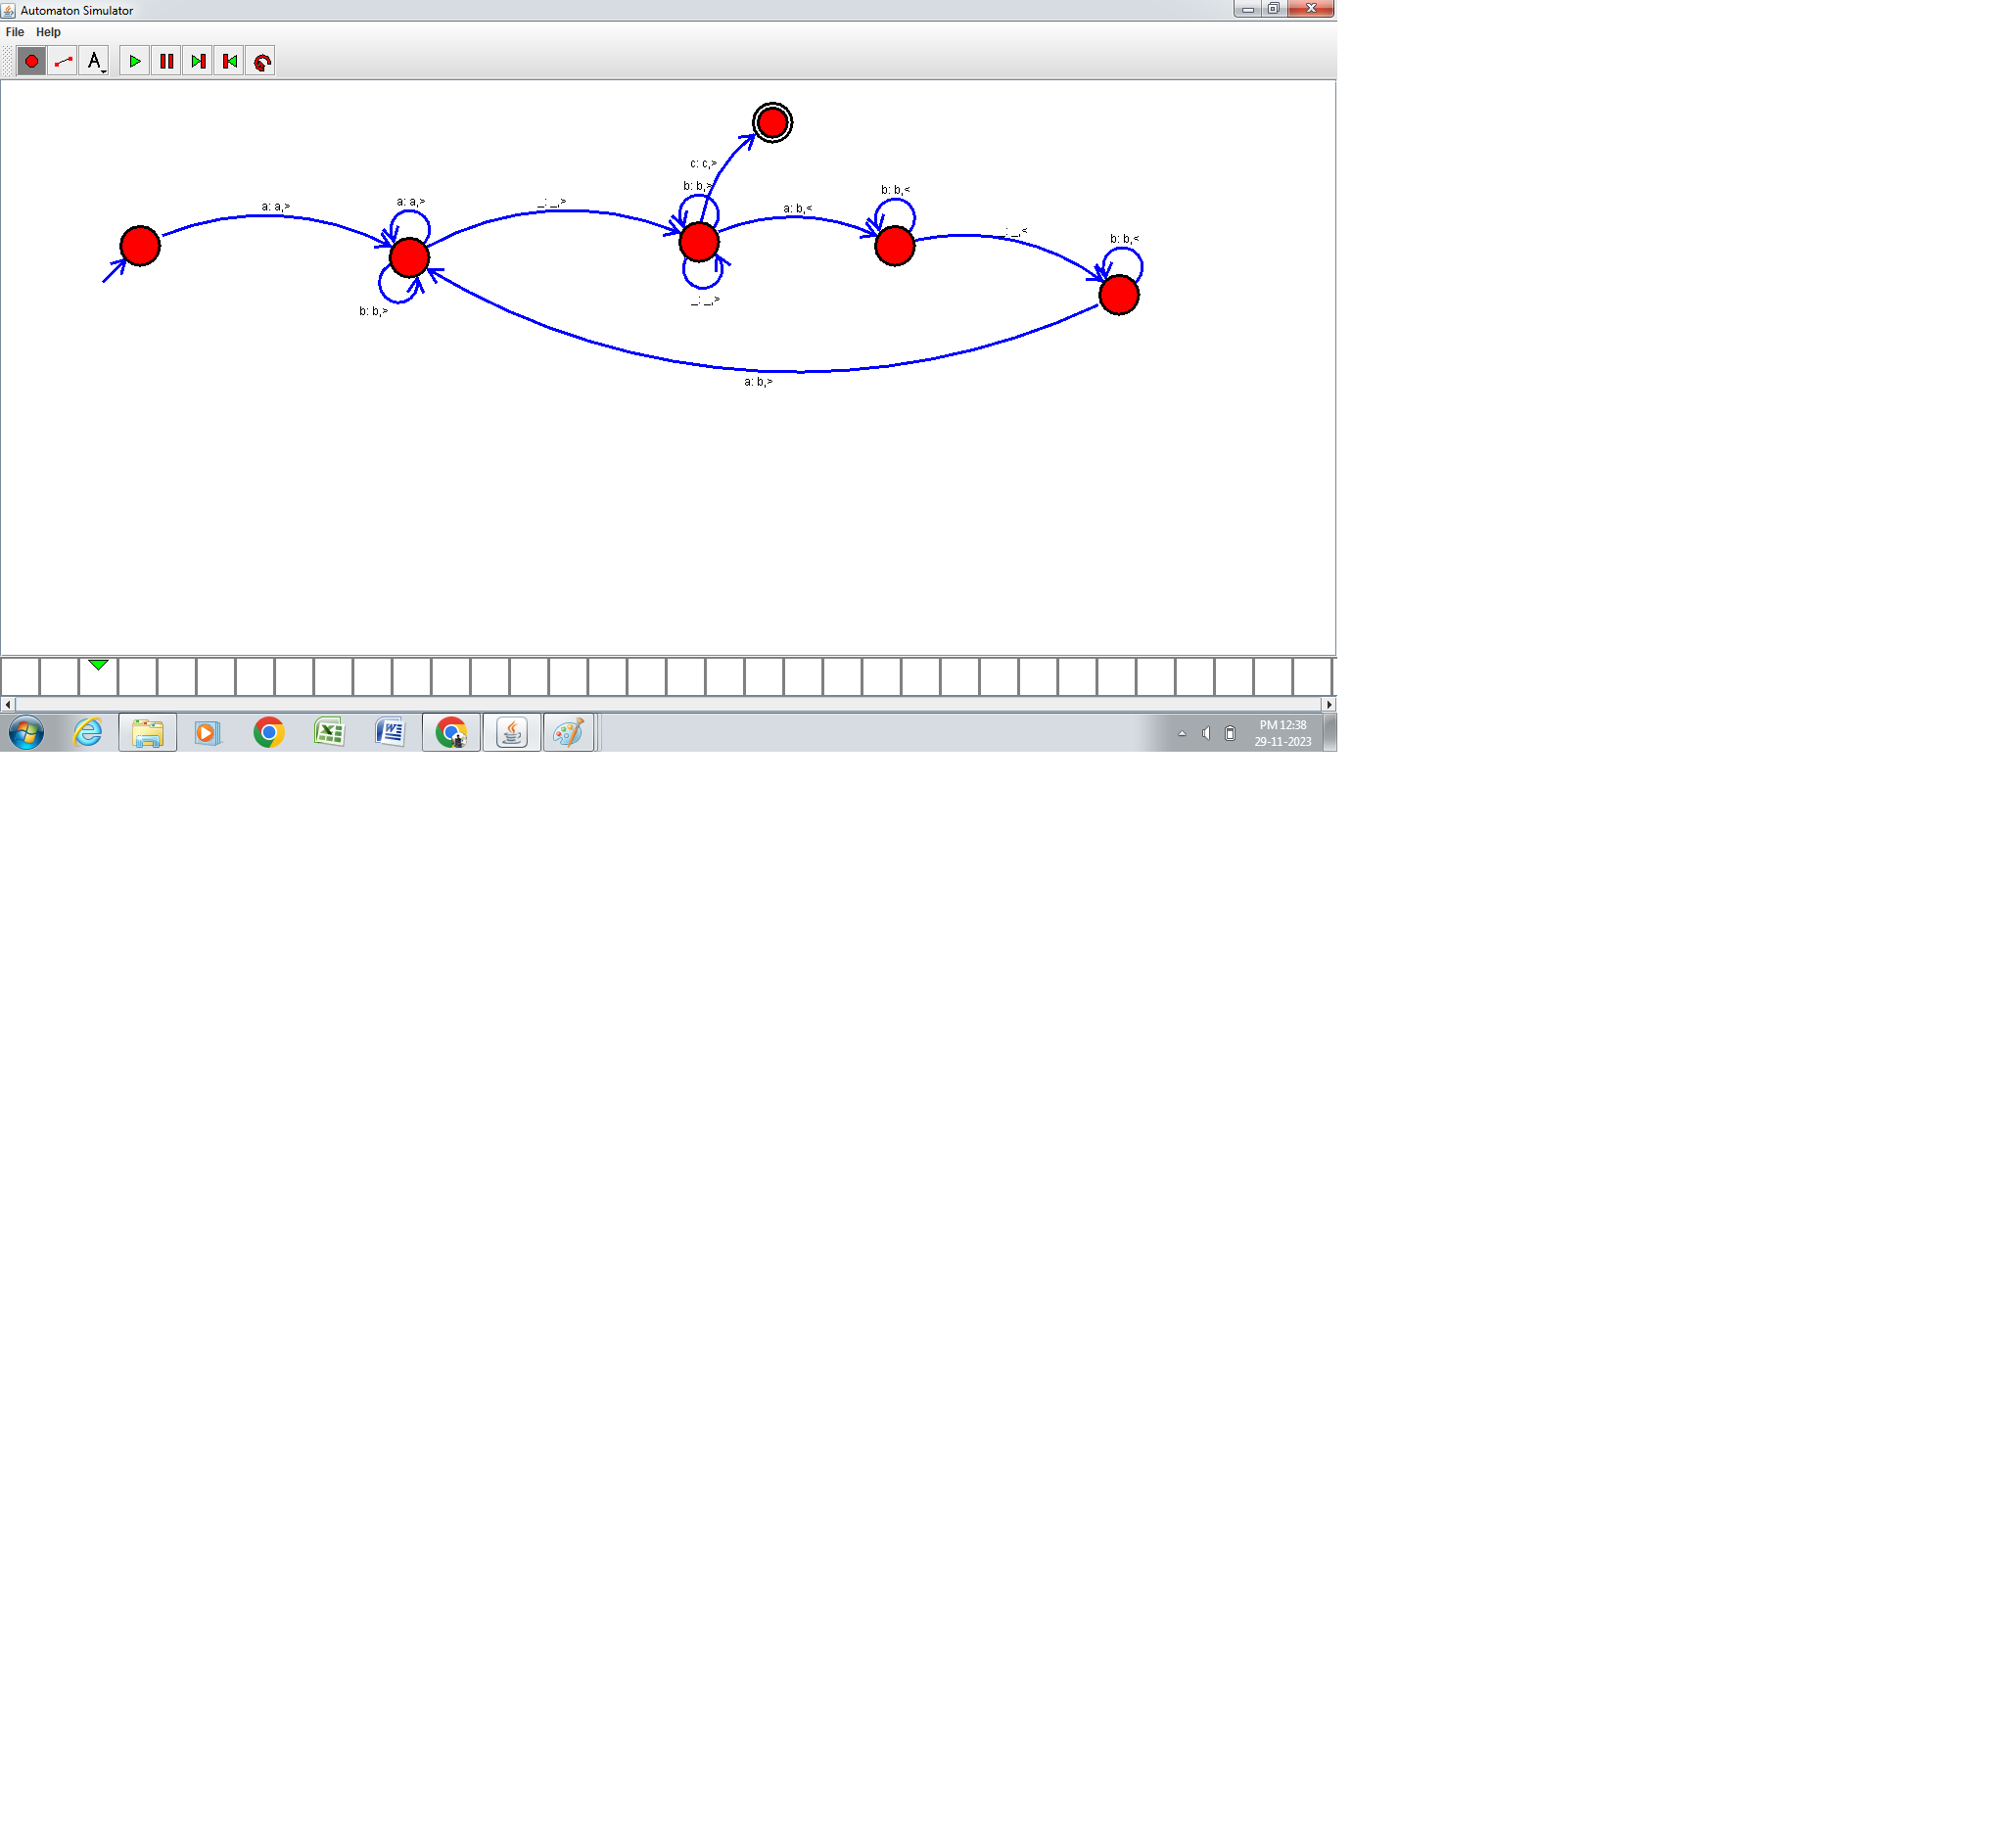 Automaton Simulator
File Help
A
c: c,>
b: b,>
b: b,<
a: a,>
a: a,>
_: _,>
a: b,<
_: _,<
b: b,<
_: _,>
b: b,>
a: b,>
PM 12:38
29-11-2023